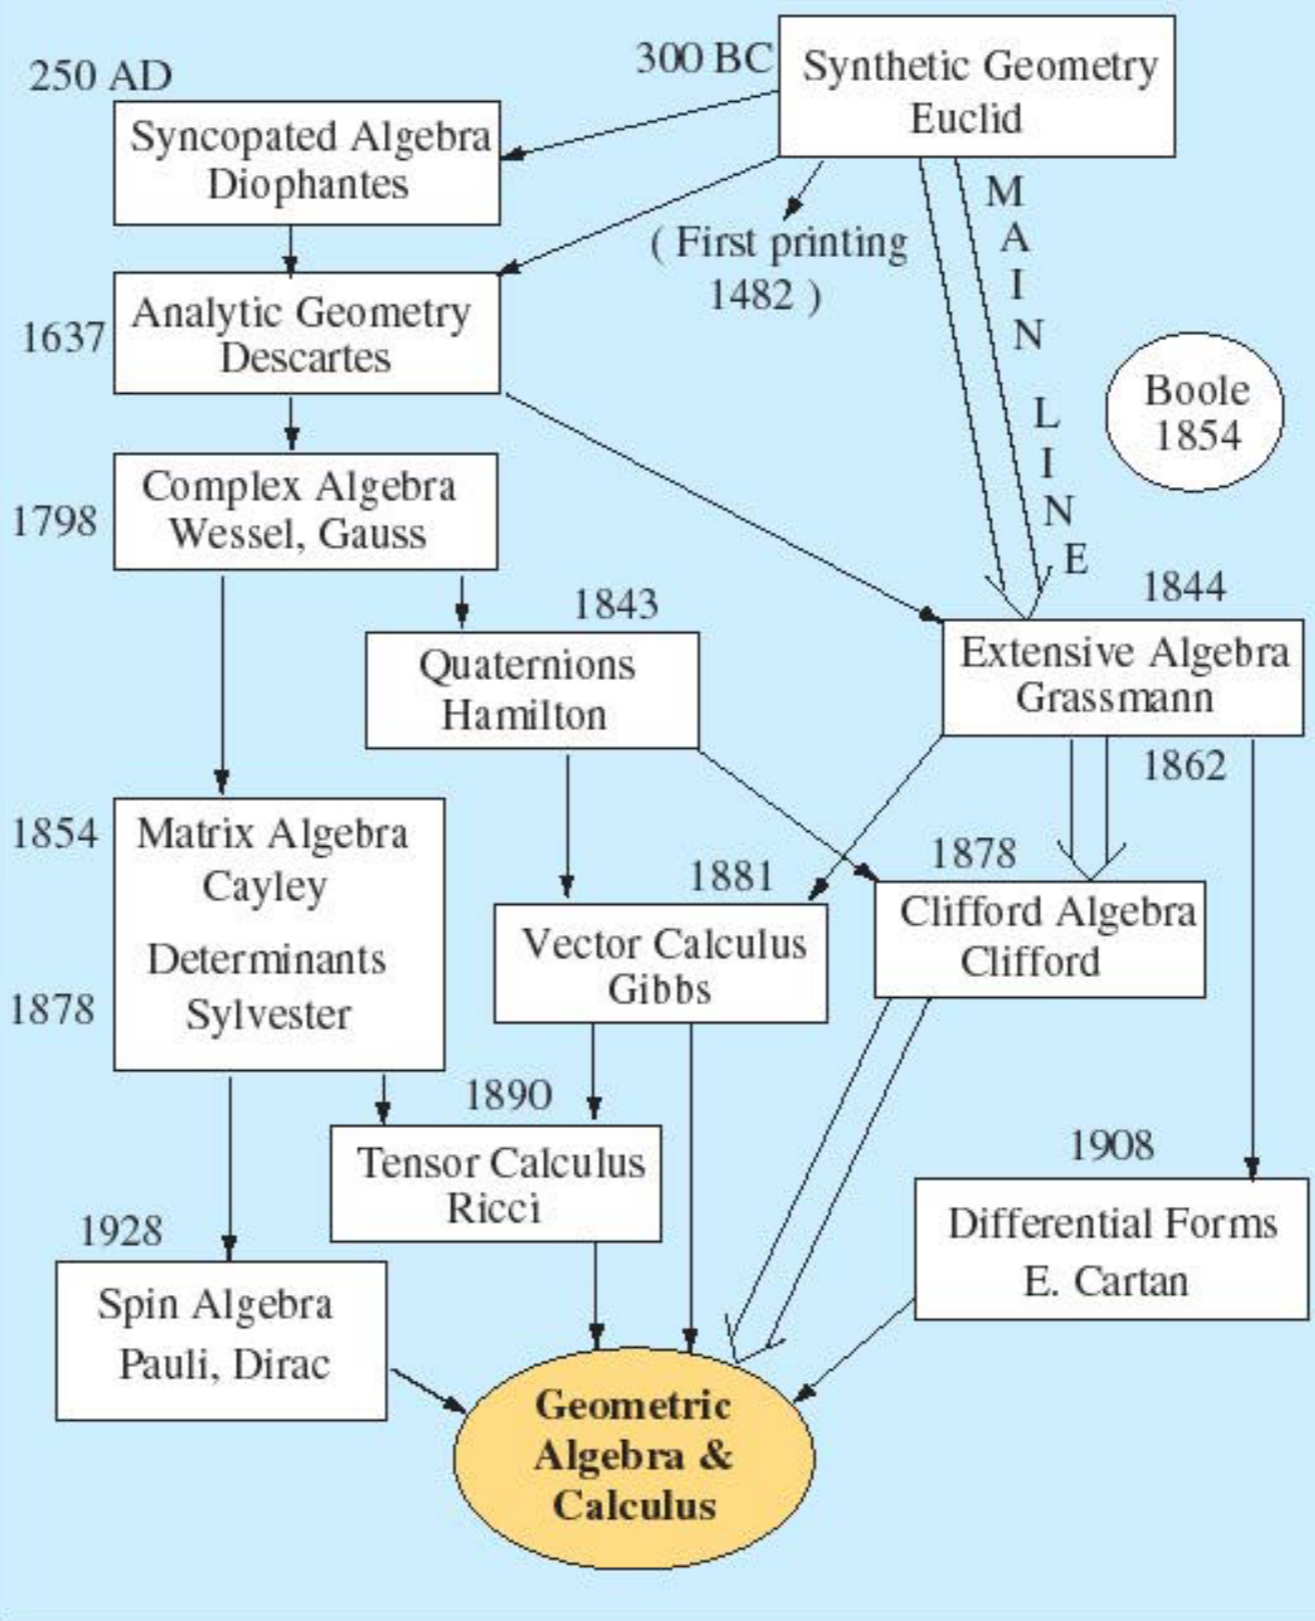 300 BC
Synthetic Geometry
Euclid
250 AD
Syncopated Algebra
Diophantes
MAIN LINE
( First printing
1482 )
1637
Analytic Geometry
Descartes
Boole
1854
1798
Complex Algebra
Wessel, Gauss
1843
Quaternions
Hamilton
1844
Extensive Algebra
Grassmann
1862
1854
Matrix Algebra
Cayley
Determinants
1878
Sylvester
1881
Vector Calculus
Gibbs
1878
Clifford Algebra
Clifford
1890
Tensor Calculus
Ricci
1908
Differential Forms
E. Cartan
1928
Spin Algebra
Pauli, Dirac
Geometric
Algebra &
Calculus